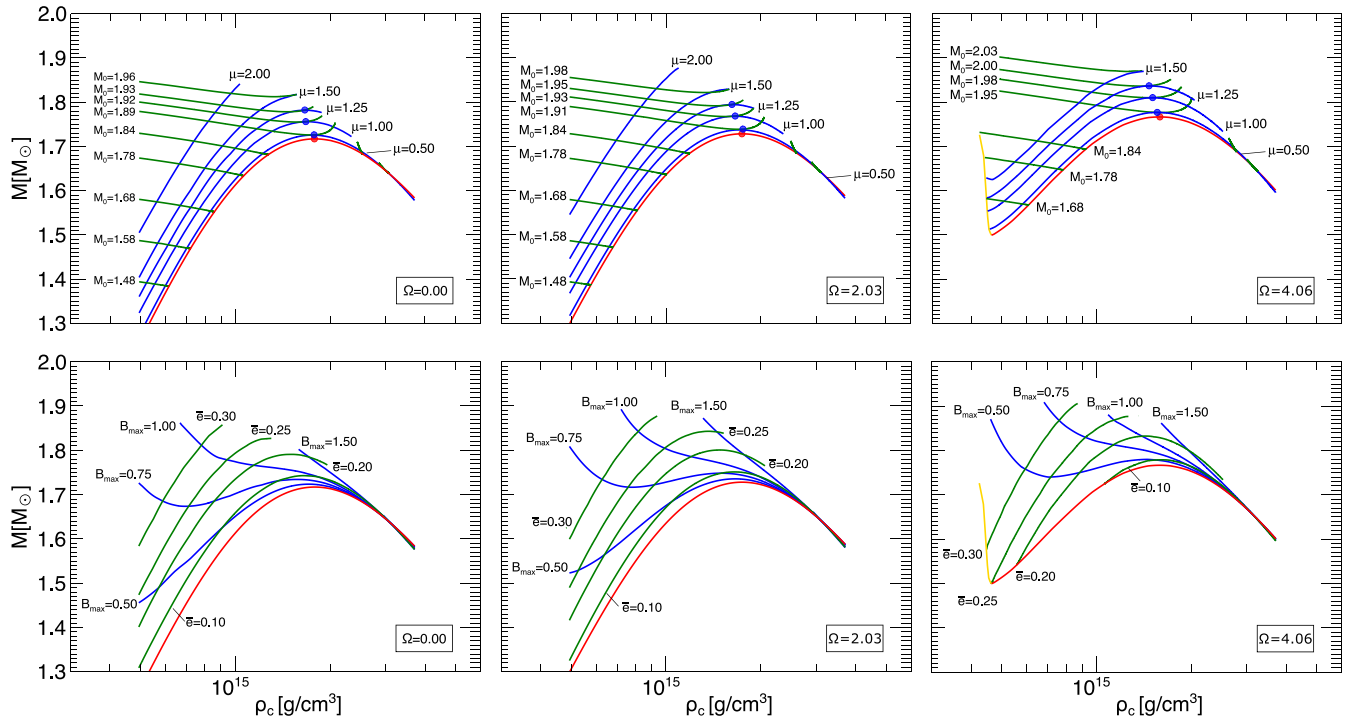 2.0
1.9
1.8
1.7
1.6
1.5
1.4
1.3
M[M⊙]
M₀=1.96
M₀=1.93
M₀=1.92
M₀=1.89
M₀=1.84
M₀=1.78
M₀=1.68
M₀=1.58
M₀=1.48
μ=2.00
μ=1.50
μ=1.25
μ=1.00
μ=0.50
Ω=0.00
M₀=1.98
M₀=1.95
M₀=1.93
M₀=1.91
M₀=1.84
M₀=1.78
M₀=1.68
M₀=1.58
M₀=1.48
μ=2.00
μ=1.50
μ=1.25
μ=1.00
μ=0.50
Ω=2.03
M₀=2.03
M₀=2.00
M₀=1.98
M₀=1.95
μ=1.50
μ=1.25
μ=1.00
μ=0.50
M₀=1.84
M₀=1.78
M₀=1.68
Ω=4.06
2.0
1.9
1.8
1.7
1.6
1.5
1.4
1.3
M[M⊙]
B_max=1.00
e̅=0.30
e̅=0.25
B_max=1.50
e̅=0.20
B_max=0.75
B_max=0.50
e̅=0.10
Ω=0.00
10¹⁵
ρ_c [g/cm³]
B_max=1.00
B_max=1.50
e̅=0.25
B_max=0.75
e̅=0.20
e̅=0.30
B_max=0.50
e̅=0.10
Ω=2.03
10¹⁵
ρ_c [g/cm³]
B_max=0.75
B_max=0.50
B_max=1.00
B_max=1.50
e̅=0.10
e̅=0.30
e̅=0.20
e̅=0.25
Ω=4.06
10¹⁵
ρ_c [g/cm³]